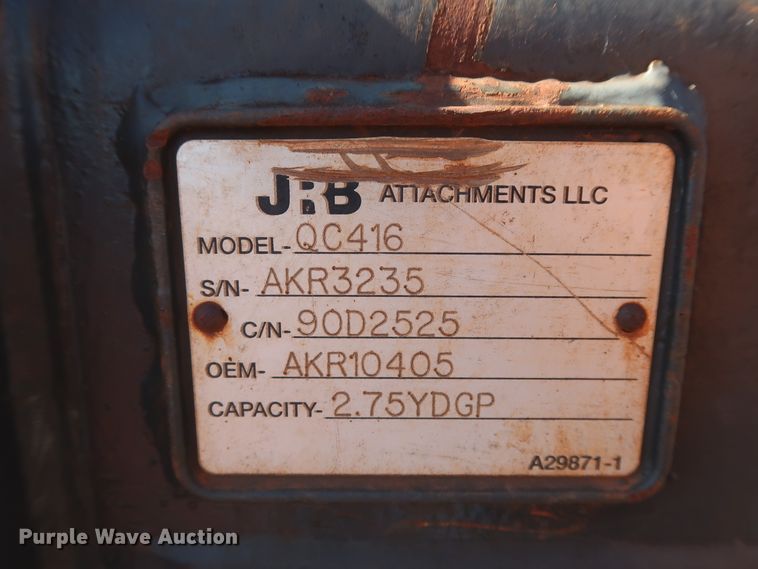 JRB ATTACHMENTS LLC
MODEL- QC416
S/N- AKR3235
C/N- 90D2525
OEM- AKR10405
CAPACITY- 2.75YDGP
A29871-1
Purple Wave Auction